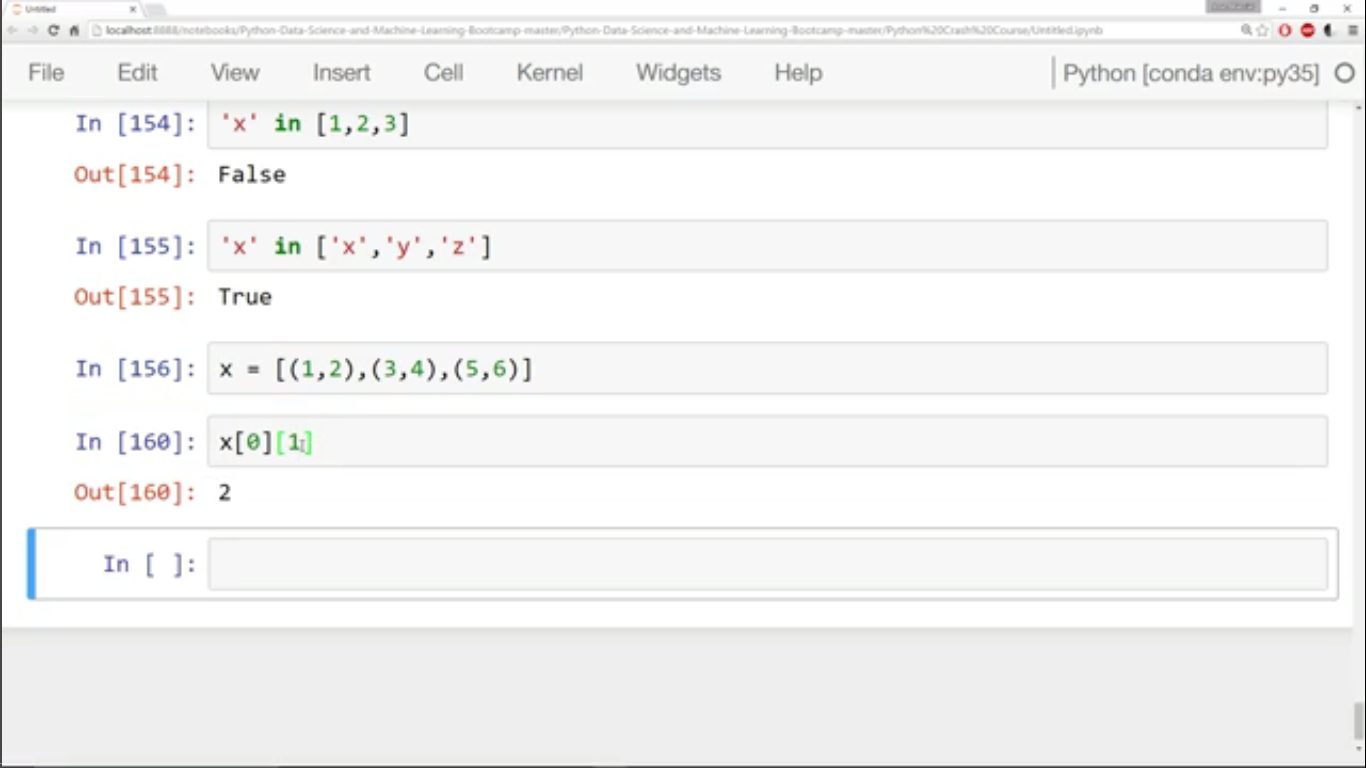 Untitled
localhost:8888/notebooks/Python-Data-Science-and-Machine-Learning-Bootcamp-master/Python-Data-Science-and-Machine-Learning-Bootcamp-master/Python%20Crash%20Course/Untitled.ipynb
File Edit View Insert Cell Kernel Widgets Help Python [conda env:py35]
In [154]: 'x' in [1,2,3]
Out[154]: False
In [155]: 'x' in ['x','y','z']
Out[155]: True
In [156]: x = [(1,2),(3,4),(5,6)]
In [160]: x[0][1]
Out[160]: 2
In [ ]: